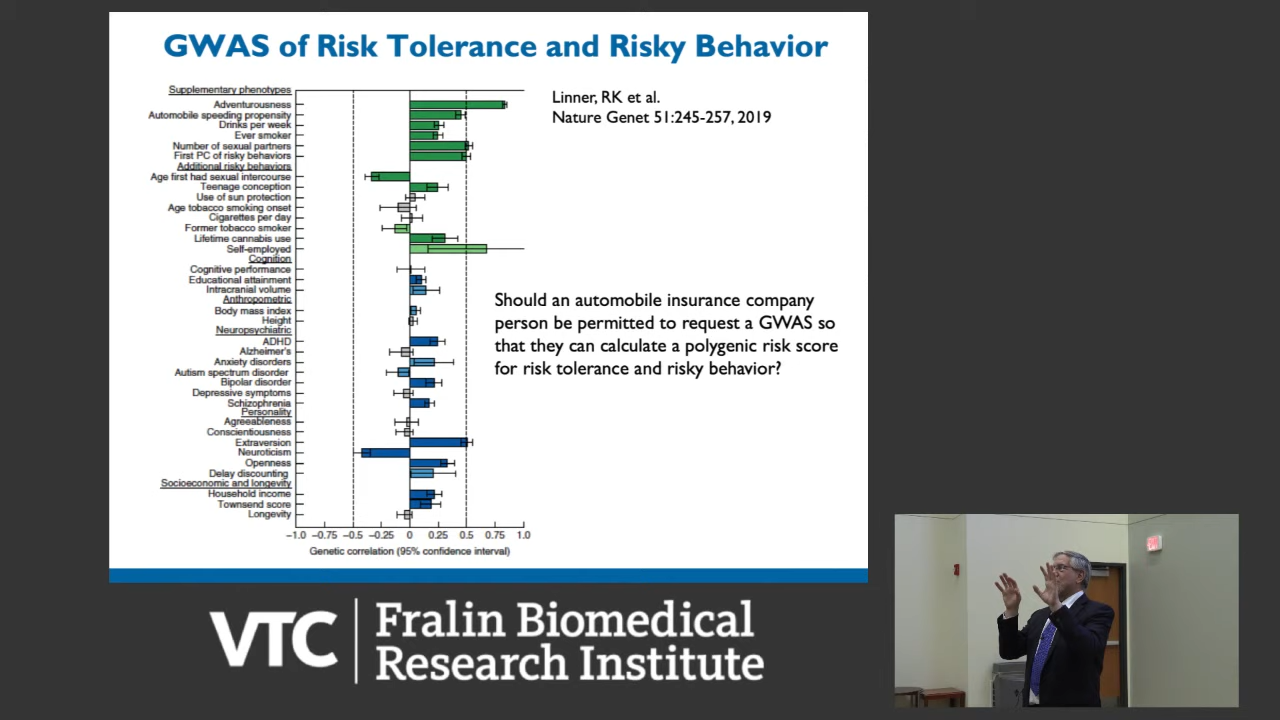 GWAS of Risk Tolerance and Risky Behavior
Linner, RK et al.
Nature Genet 51:245-257, 2019
Supplementary phenotypes
Adventurousness
Automobile speeding propensity
Drinks per week
Ever smoker
Number of sexual partners
First PC of risky behaviors
Additional risky behaviors
Age first had sexual intercourse
Teenage conception
Use of sun protection
Age tobacco smoking onset
Cigarettes per day
Former tobacco smoker
Lifetime cannabis use
Self-employed
Cognition
Cognitive performance
Educational attainment
Intracranial volume
Anthropometric
Body mass index
Height
Neuropsychiatric
ADHD
Alzheimer's
Anxiety disorders
Autism spectrum disorder
Bipolar disorder
Depressive symptoms
Schizophrenia
Personality
Agreeableness
Conscientiousness
Extraversion
Neuroticism
Openness
Delay discounting
Socioeconomic and longevity
Household income
Townsend score
Longevity
−1.0 −0.75 −0.5 −0.25 0 0.25 0.5 0.75 1.0
Genetic correlation (95% confidence interval)
Should an automobile insurance company
person be permitted to request a GWAS so
that they can calculate a polygenic risk score
for risk tolerance and risky behavior?
VTC
Fralin Biomedical
Research Institute